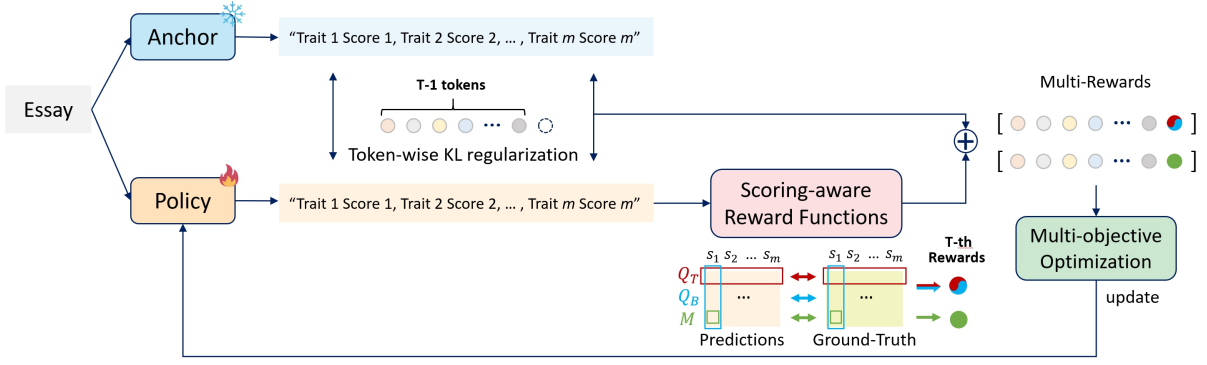 Essay
Anchor
“Trait 1 Score 1, Trait 2 Score 2, ... , Trait m Score m”
T-1 tokens
...
Token-wise KL regularization
Policy
“Trait 1 Score 1, Trait 2 Score 2, ... , Trait m Score m”
Scoring-aware
Reward Functions
+
Multi-Rewards
[ ... ]
[ ... ]
Multi-objective
Optimization
update
T-th
Rewards
s₁ s₂ ... sₘ
s₁ s₂ ... sₘ
Q_T
Q_B
M
...
...
Predictions
Ground-Truth